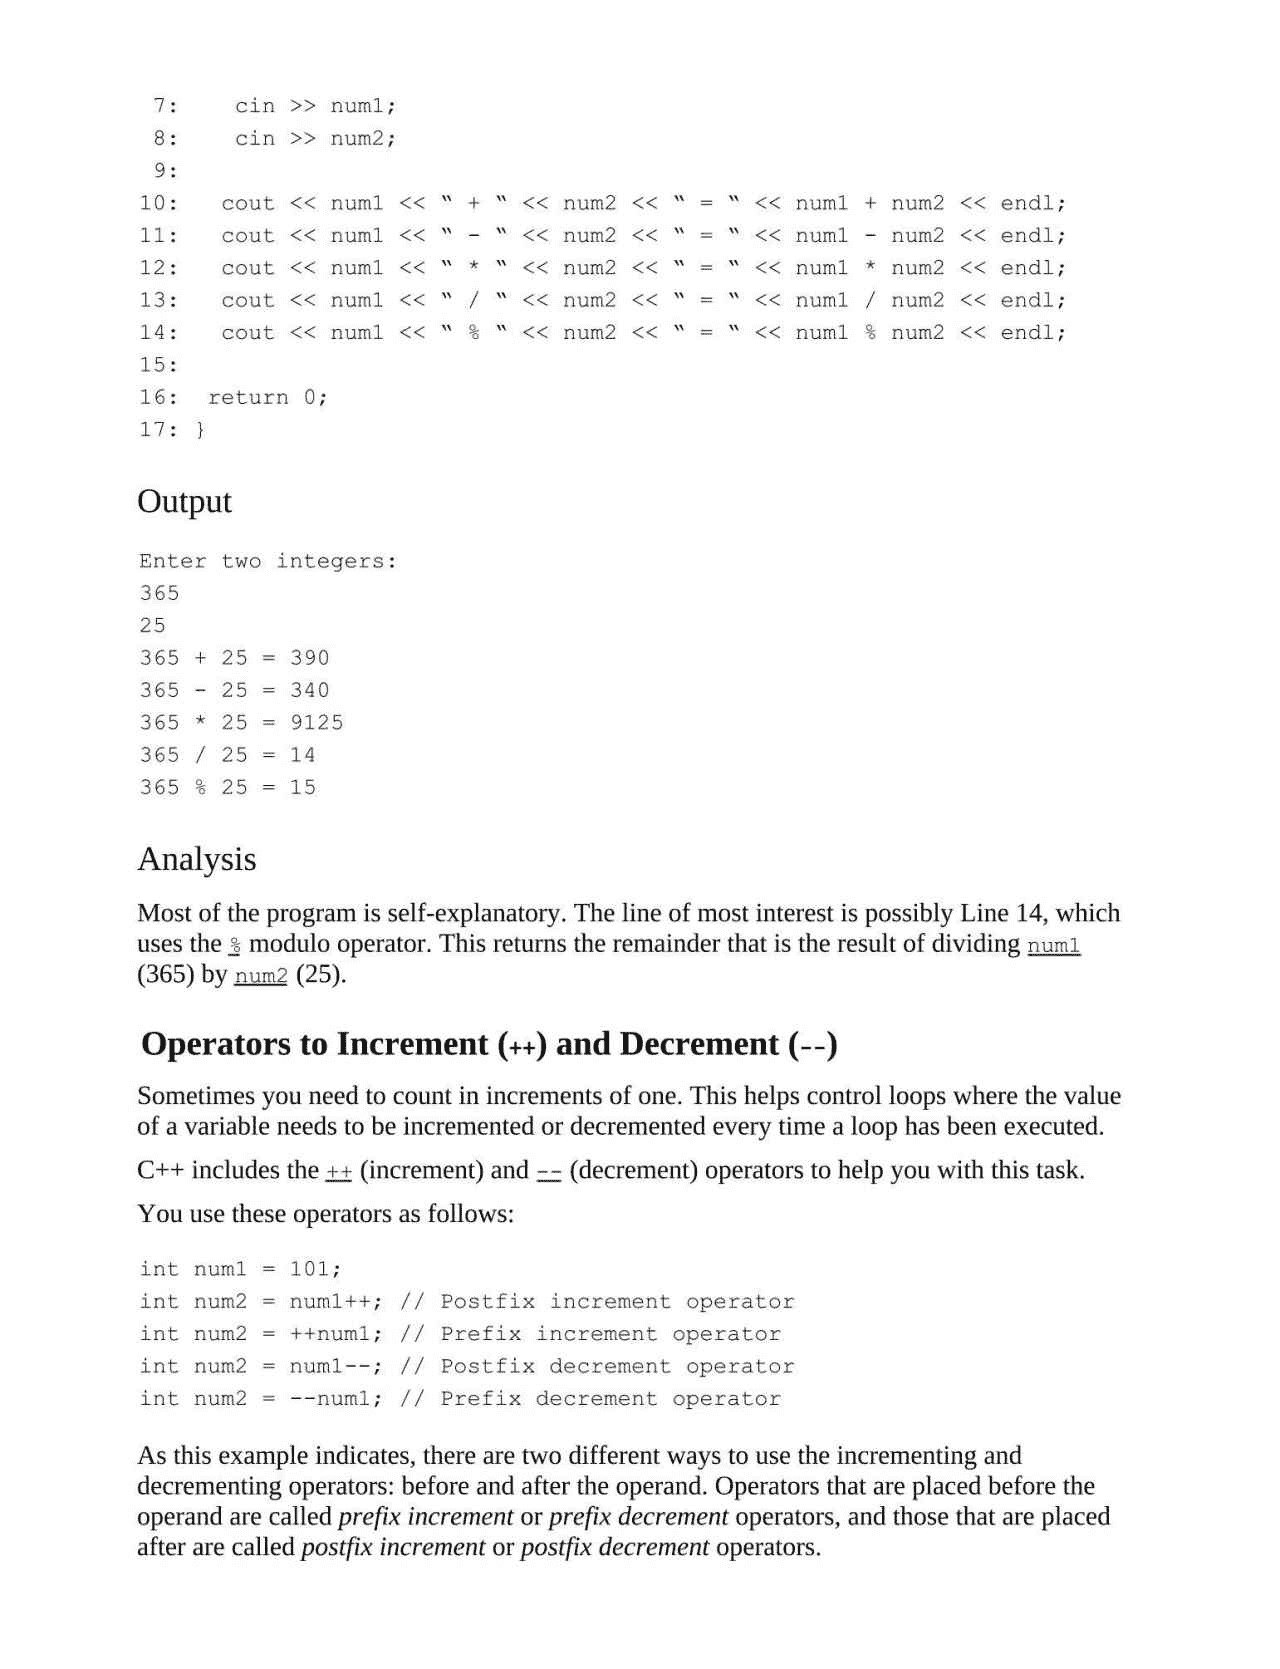 7:    cin >> num1;
8:    cin >> num2;
9:
10:   cout << num1 << “ + “ << num2 << “ = “ << num1 + num2 << endl;
11:   cout << num1 << “ - “ << num2 << “ = “ << num1 - num2 << endl;
12:   cout << num1 << “ * “ << num2 << “ = “ << num1 * num2 << endl;
13:   cout << num1 << “ / “ << num2 << “ = “ << num1 / num2 << endl;
14:   cout << num1 << “ % “ << num2 << “ = “ << num1 % num2 << endl;
15:
16:  return 0;
17: }
Output
Enter two integers:
365
25
365 + 25 = 390
365 - 25 = 340
365 * 25 = 9125
365 / 25 = 14
365 % 25 = 15
Analysis
Most of the program is self-explanatory. The line of most interest is possibly Line 14, which
uses the % modulo operator. This returns the remainder that is the result of dividing num1
(365) by num2 (25).
Operators to Increment (++) and Decrement (--)
Sometimes you need to count in increments of one. This helps control loops where the value
of a variable needs to be incremented or decremented every time a loop has been executed.
C++ includes the ++ (increment) and -- (decrement) operators to help you with this task.
You use these operators as follows:
int num1 = 101;
int num2 = num1++; // Postfix increment operator
int num2 = ++num1; // Prefix increment operator
int num2 = num1--; // Postfix decrement operator
int num2 = --num1; // Prefix decrement operator
As this example indicates, there are two different ways to use the incrementing and
decrementing operators: before and after the operand. Operators that are placed before the
operand are called prefix increment or prefix decrement operators, and those that are placed
after are called postfix increment or postfix decrement operators.